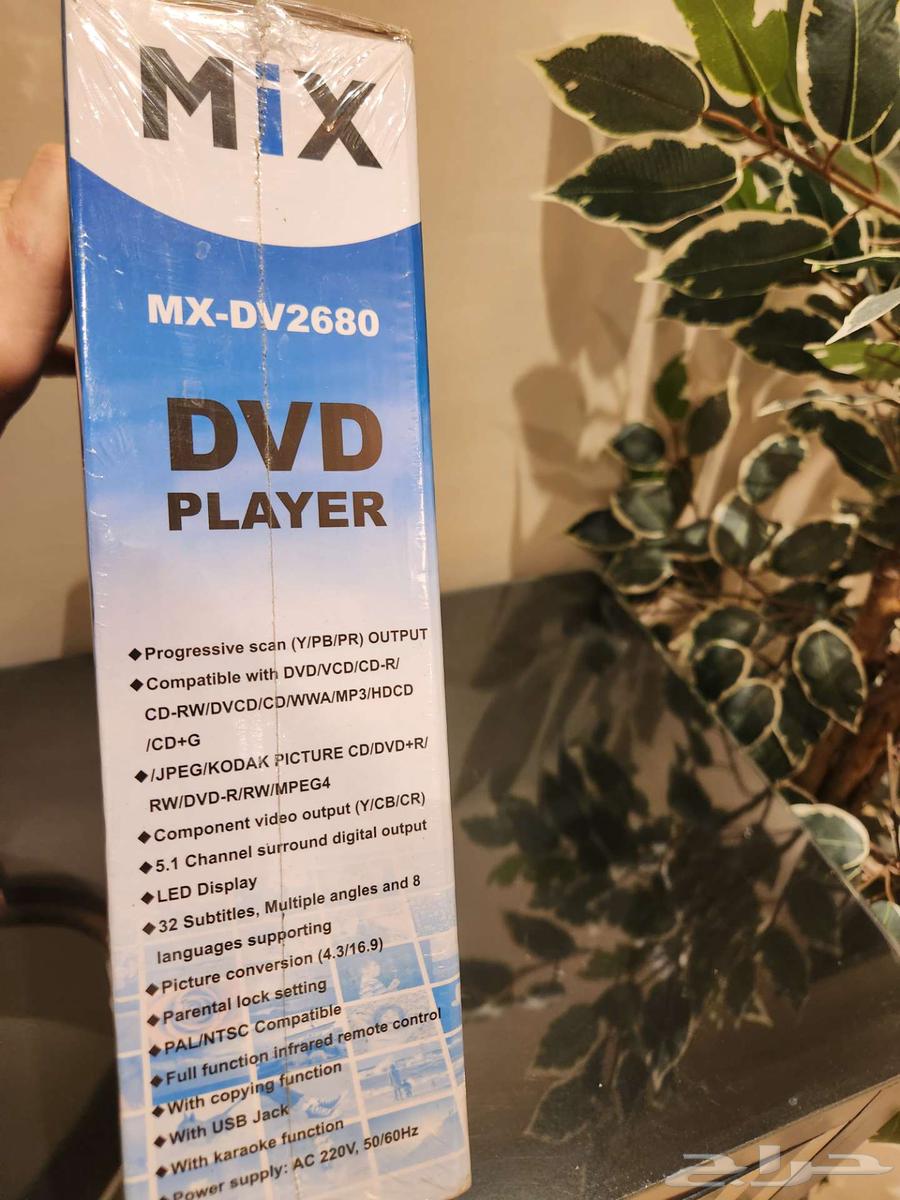 MiX
MX-DV2680
DVD
PLAYER
◆Progressive scan (Y/PB/PR) OUTPUT
◆Compatible with DVD/VCD/CD-R/
CD-RW/DVCD/CD/WWA/MP3/HDCD
/CD+G
◆/JPEG/KODAK PICTURE CD/DVD+R/
RW/DVD-R/RW/MPEG4
◆Component video output (Y/CB/CR)
◆5.1 Channel surround digital output
◆LED Display
◆32 Subtitles, Multiple angles and 8
languages supporting
◆Picture conversion (4.3/16.9)
◆Parental lock setting
◆PAL/NTSC Compatible
◆Full function infrared remote control
◆With copying function
◆With USB Jack
◆With karaoke function
◆Power supply: AC 220V, 50/60Hz
حراج